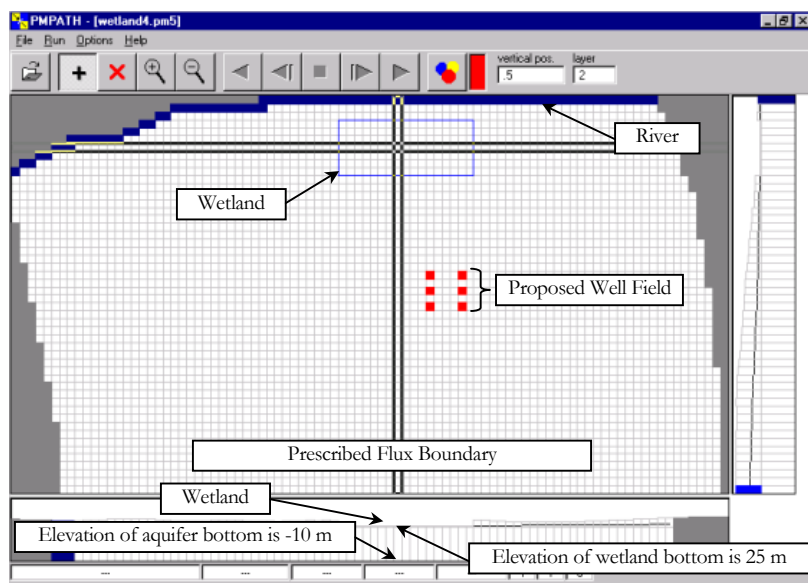 PMPATH - [wetland4.pm5]
File Run Options Help
vertical pos. layer
.5 2
River
Wetland
Proposed Well Field
Prescribed Flux Boundary
Wetland
Elevation of aquifer bottom is -10 m
Elevation of wetland bottom is 25 m
--- --- --- ---